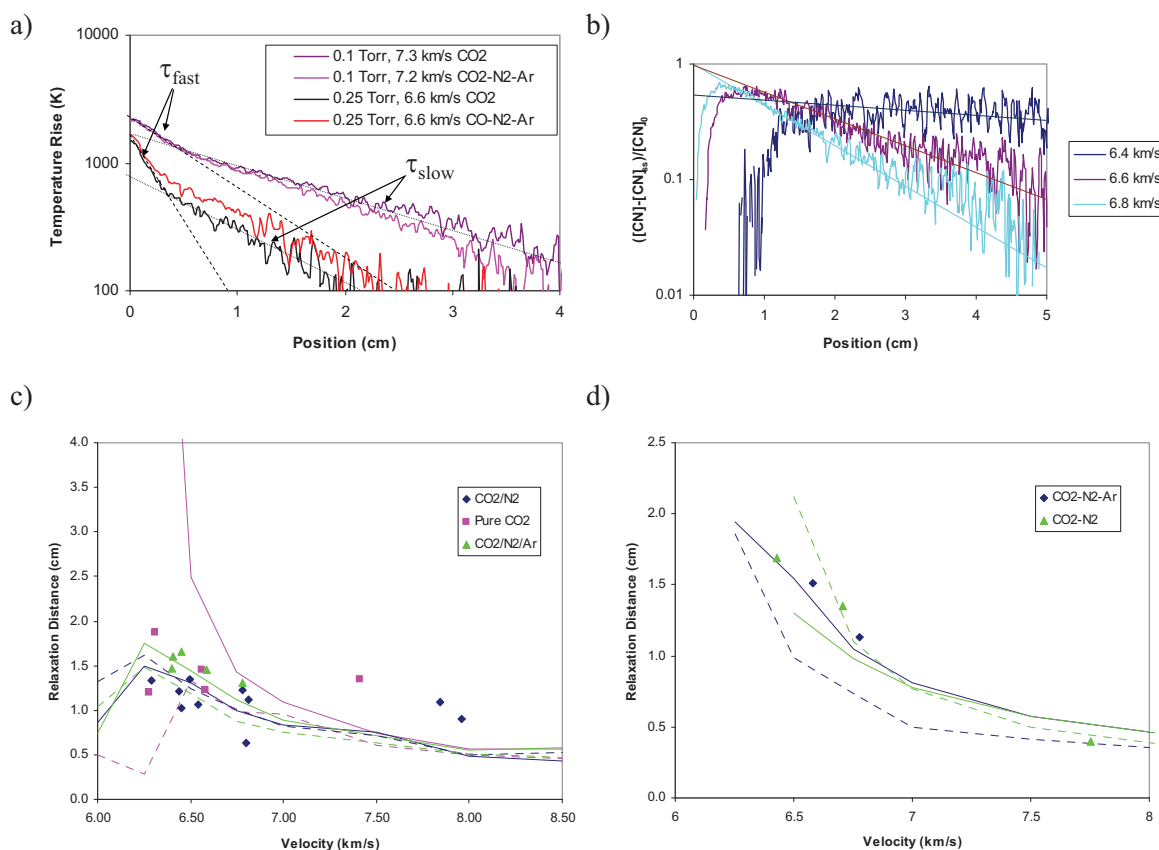 a)
10000
1000
100
Temperature Rise (K)
τfast
τslow
0.1 Torr, 7.3 km/s CO2
0.1 Torr, 7.2 km/s CO2-N2-Ar
0.25 Torr, 6.6 km/s CO2
0.25 Torr, 6.6 km/s CO-N2-Ar
0 1 2 3 4
Position (cm)
b)
1
0.1
0.01
([CN]-[CN]ss)/[CN]0
6.4 km/s
6.6 km/s
6.8 km/s
0 1 2 3 4 5
Position (cm)
c)
4.0
3.5
3.0
2.5
2.0
1.5
1.0
0.5
0.0
Relaxation Distance (cm)
CO2/N2
Pure CO2
CO2/N2/Ar
6.00 6.50 7.00 7.50 8.00 8.50
Velocity (km/s)
d)
2.5
2.0
1.5
1.0
0.5
0.0
Relaxation Distance (cm)
CO2-N2-Ar
CO2-N2
6 6.5 7 7.5 8
Velocity (km/s)